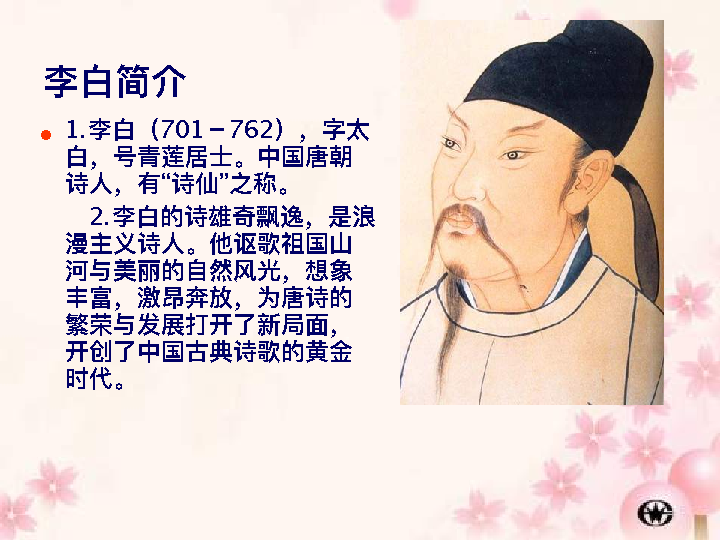 李白简介
1.李白（701－762），字太
白，号青莲居士。中国唐朝
诗人，有“诗仙”之称。
2.李白的诗雄奇飘逸，是浪
漫主义诗人。他讴歌祖国山
河与美丽的自然风光，想象
丰富，激昂奔放，为唐诗的
繁荣与发展打开了新局面，
开创了中国古典诗歌的黄金
时代。